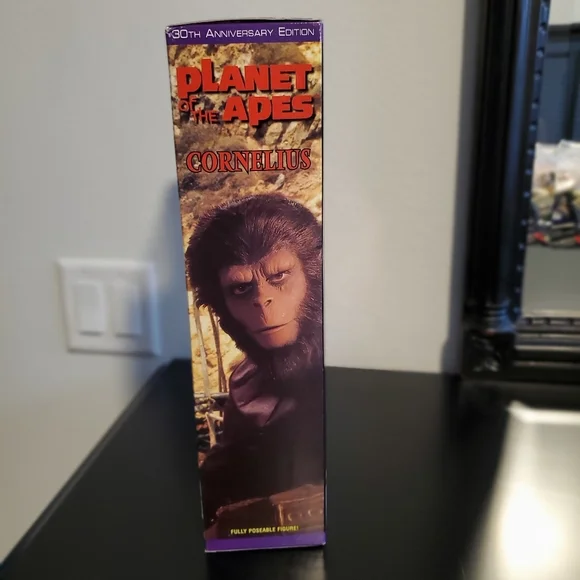 30TH ANNIVERSARY EDITION
PLANET
OF THE APES
CORNELIUS
FULLY POSEABLE FIGURE!